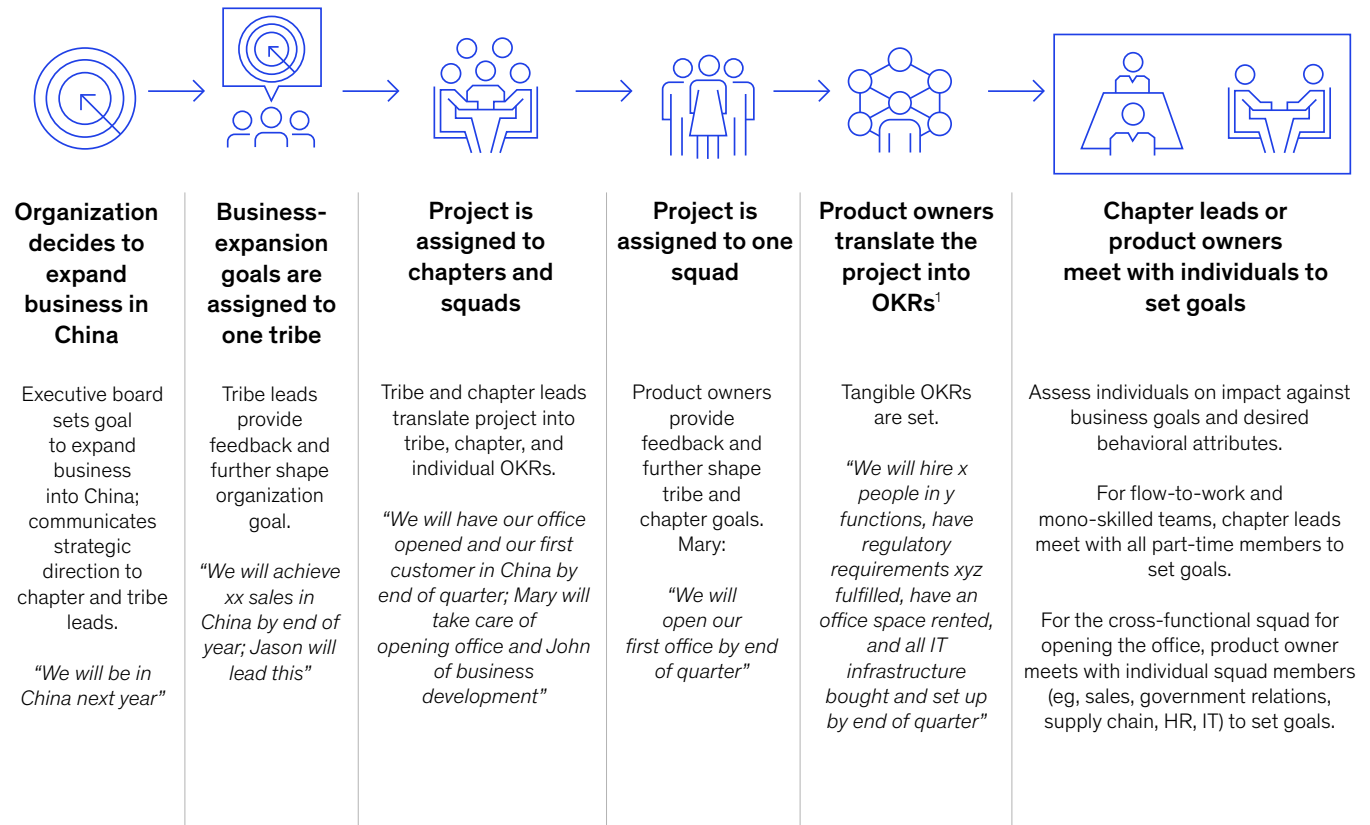 Organization
decides to
expand
business in
China
Executive board
sets goal
to expand
business
into China;
communicates
strategic
direction to
chapter and tribe
leads.
“We will be in
China next year”
Business-
expansion
goals are
assigned to
one tribe
Tribe leads
provide
feedback and
further shape
organization
goal.
“We will achieve
xx sales in
China by end of
year; Jason will
lead this”
Project is
assigned to
chapters and
squads
Tribe and chapter leads
translate project into
tribe, chapter, and
individual OKRs.
“We will have our office
opened and our first
customer in China by
end of quarter; Mary will
take care of
opening office and John
of business
development”
Project is
assigned to one
squad
Product owners
provide
feedback and
further shape
tribe and
chapter goals.
Mary:
“We will
open our
first office by end
of quarter”
Product owners
translate the
project into
OKRs¹
Tangible OKRs
are set.
“We will hire x
people in y
functions, have
regulatory
requirements xyz
fulfilled, have an
office space rented,
and all IT
infrastructure
bought and set up
by end of quarter”
Chapter leads or
product owners
meet with individuals to
set goals
Assess individuals on impact against
business goals and desired
behavioral attributes.
For flow-to-work and
mono-skilled teams, chapter leads
meet with all part-time members to
set goals.
For the cross-functional squad for
opening the office, product owner
meets with individual squad members
(eg, sales, government relations,
supply chain, HR, IT) to set goals.